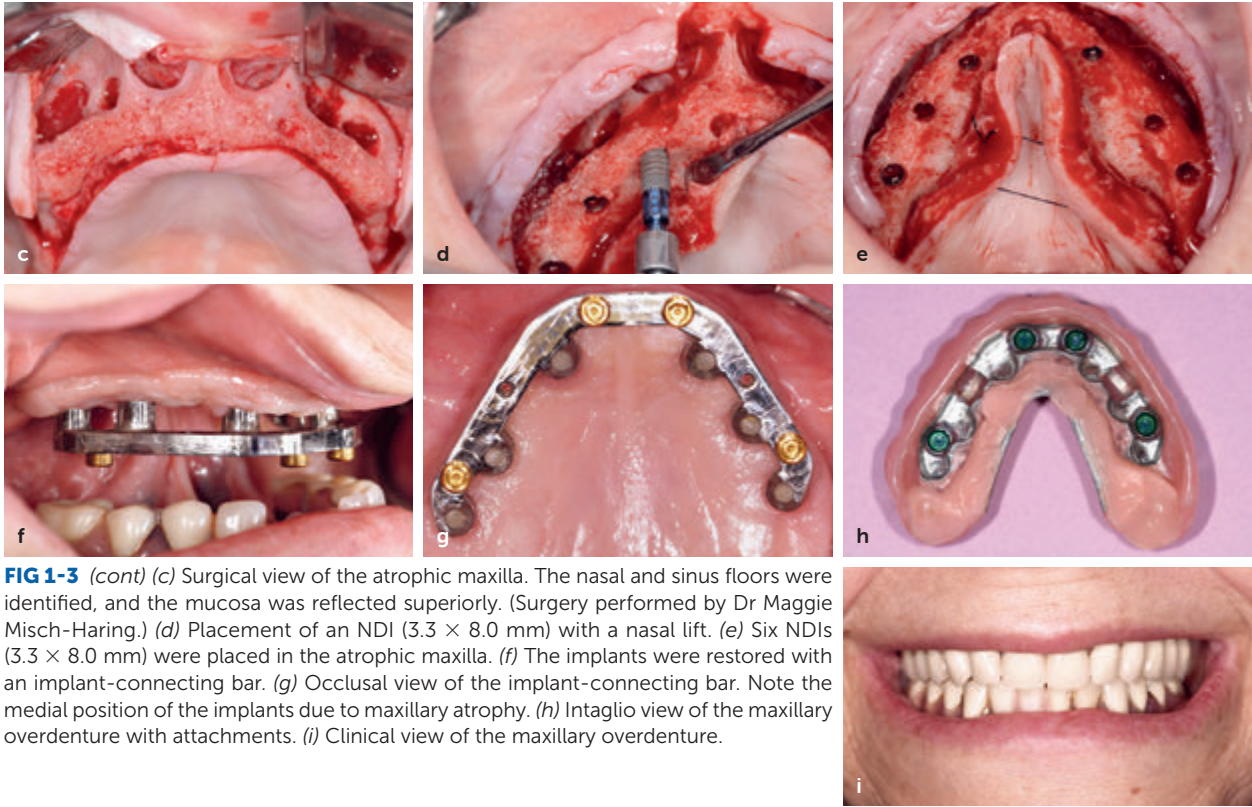 c
d
e
f
g
h
FIG 1-3 (cont) (c) Surgical view of the atrophic maxilla. The nasal and sinus floors were
identified, and the mucosa was reflected superiorly. (Surgery performed by Dr Maggie
Misch-Haring.) (d) Placement of an NDI (3.3 × 8.0 mm) with a nasal lift. (e) Six NDIs
(3.3 × 8.0 mm) were placed in the atrophic maxilla. (f) The implants were restored with
an implant-connecting bar. (g) Occlusal view of the implant-connecting bar. Note the
medial position of the implants due to maxillary atrophy. (h) Intaglio view of the maxillary
overdenture with attachments. (i) Clinical view of the maxillary overdenture.
i